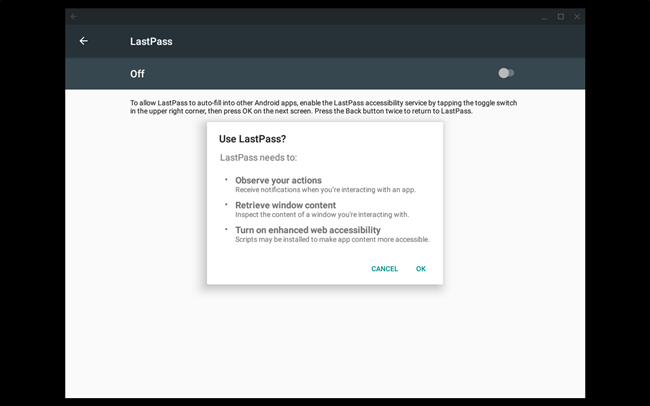 LastPass
Off
To allow LastPass to auto-fill into other Android apps, enable the LastPass accessibility service by tapping the toggle switch
in the upper right corner, then press OK on the next screen. Press the Back button twice to return to LastPass.
Use LastPass?
LastPass needs to:
• Observe your actions
Receive notifications when you're interacting with an app.
• Retrieve window content
Inspect the content of a window you're interacting with.
• Turn on enhanced web accessibility
Scripts may be installed to make app content more accessible.
CANCEL OK